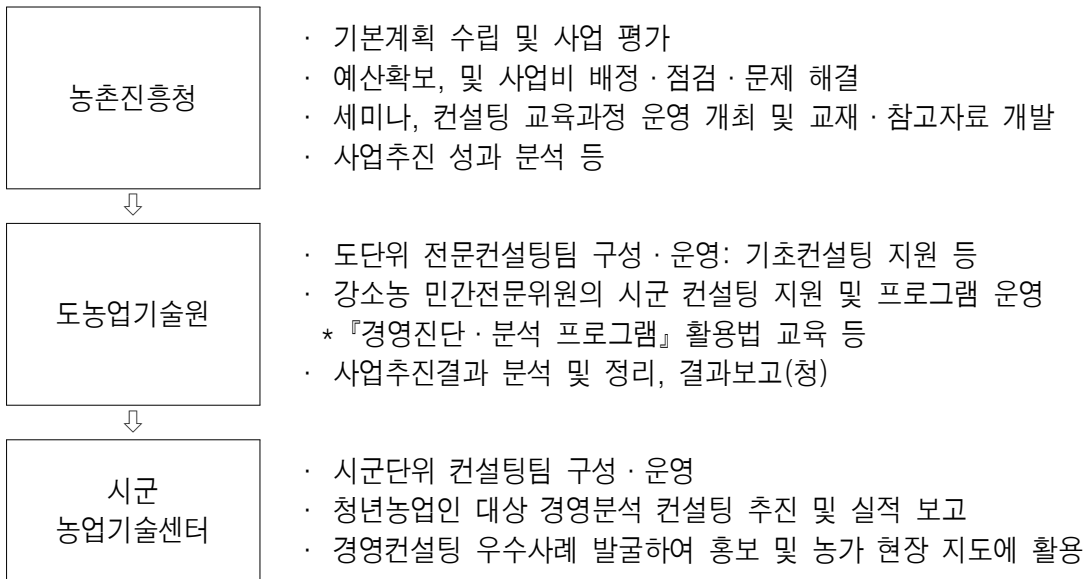 농촌진흥청
· 기본계획 수립 및 사업 평가
· 예산확보, 및 사업비 배정·점검·문제 해결
· 세미나, 컨설팅 교육과정 운영 개최 및 교재·참고자료 개발
· 사업추진 성과 분석 등
⇩
도농업기술원
· 도단위 전문컨설팅팀 구성·운영: 기초컨설팅 지원 등
· 강소농 민간전문위원의 시군 컨설팅 지원 및 프로그램 운영
*『경영진단·분석 프로그램』 활용법 교육 등
· 사업추진결과 분석 및 정리, 결과보고(청)
⇩
시군
농업기술센터
· 시군단위 컨설팅팀 구성·운영
· 청년농업인 대상 경영분석 컨설팅 추진 및 실적 보고
· 경영컨설팅 우수사례 발굴하여 홍보 및 농가 현장 지도에 활용